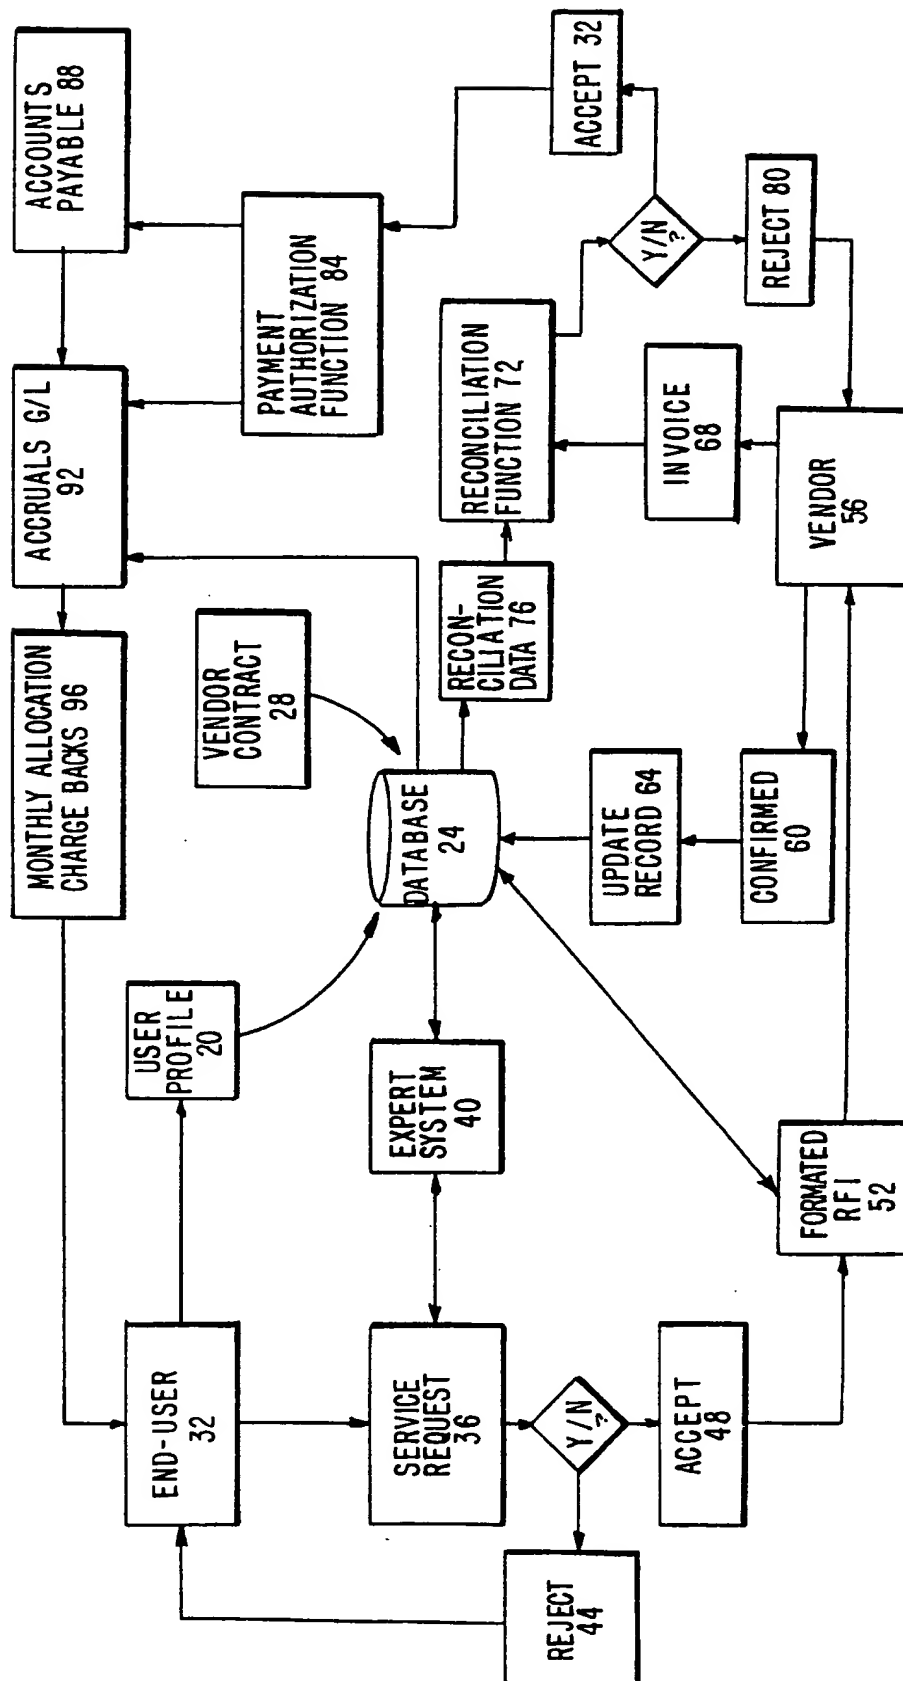 END-USER
32
USER
PROFILE
20
MONTHLY ALLOCATION
CHARGE BACKS 96
ACCRUALS G/L
92
ACCOUNTS
PAYABLE 88
VENDOR
CONTRACT
28
PAYMENT
AUTHORIZATION
FUNCTION 84
REJECT
44
SERVICE
REQUEST
36
EXPERT
SYSTEM
40
DATABASE
24
RECON-
CILIATION
DATA 76
RECONCILIATION
FUNCTION 72
ACCEPT 32
Y/N
?
Y/N
?
ACCEPT
48
UPDATE
RECORD 64
INVOICE
68
REJECT 80
FORMATED
RFI
52
CONFIRMED
60
VENDOR
56